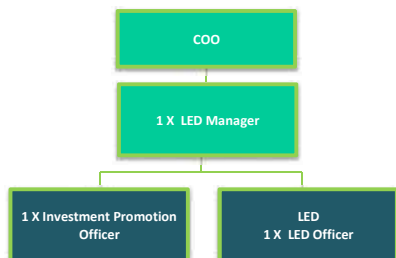 COO
1 X LED Manager
1 X Investment Promotion
Officer
LED
1 X LED Officer